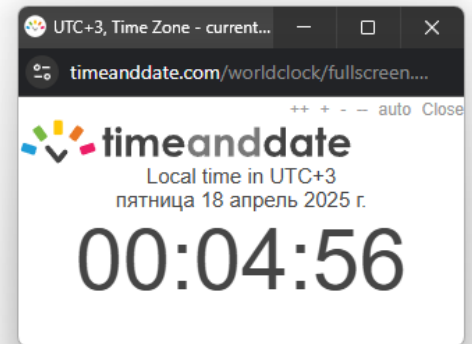 UTC+3, Time Zone - current...
timeanddate.com/worldclock/fullscreen....
++ + - -- auto Close
timeanddate
Local time in UTC+3
пятница 18 апрель 2025 г.
00:04:56